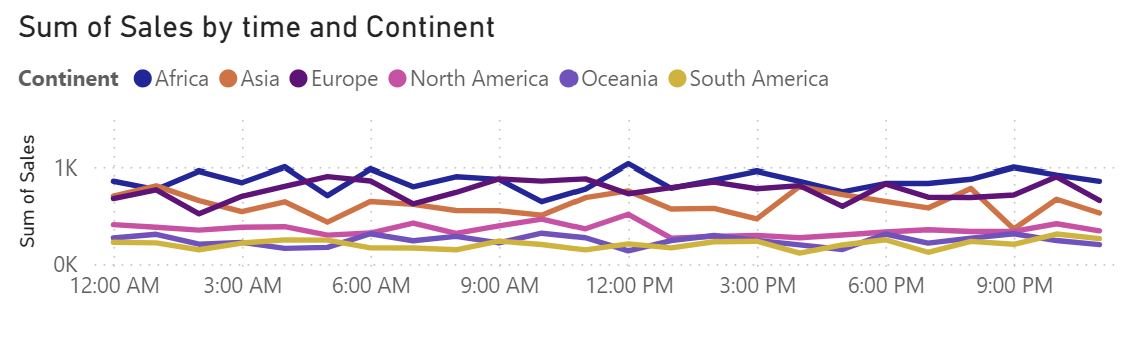 Sum of Sales by time and Continent
Continent Africa Asia Europe North America Oceania South America
Sum of Sales
1K
0K
12:00 AM 3:00 AM 6:00 AM 9:00 AM 12:00 PM 3:00 PM 6:00 PM 9:00 PM